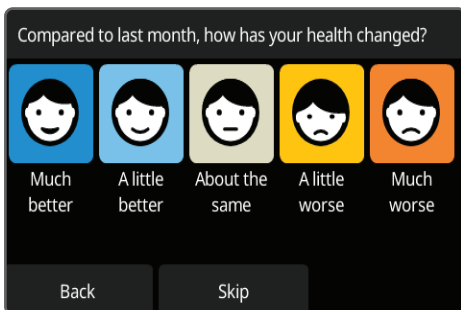 Compared to last month, how has your health changed?
Much better
A little better
About the same
A little worse
Much worse
Back
Skip